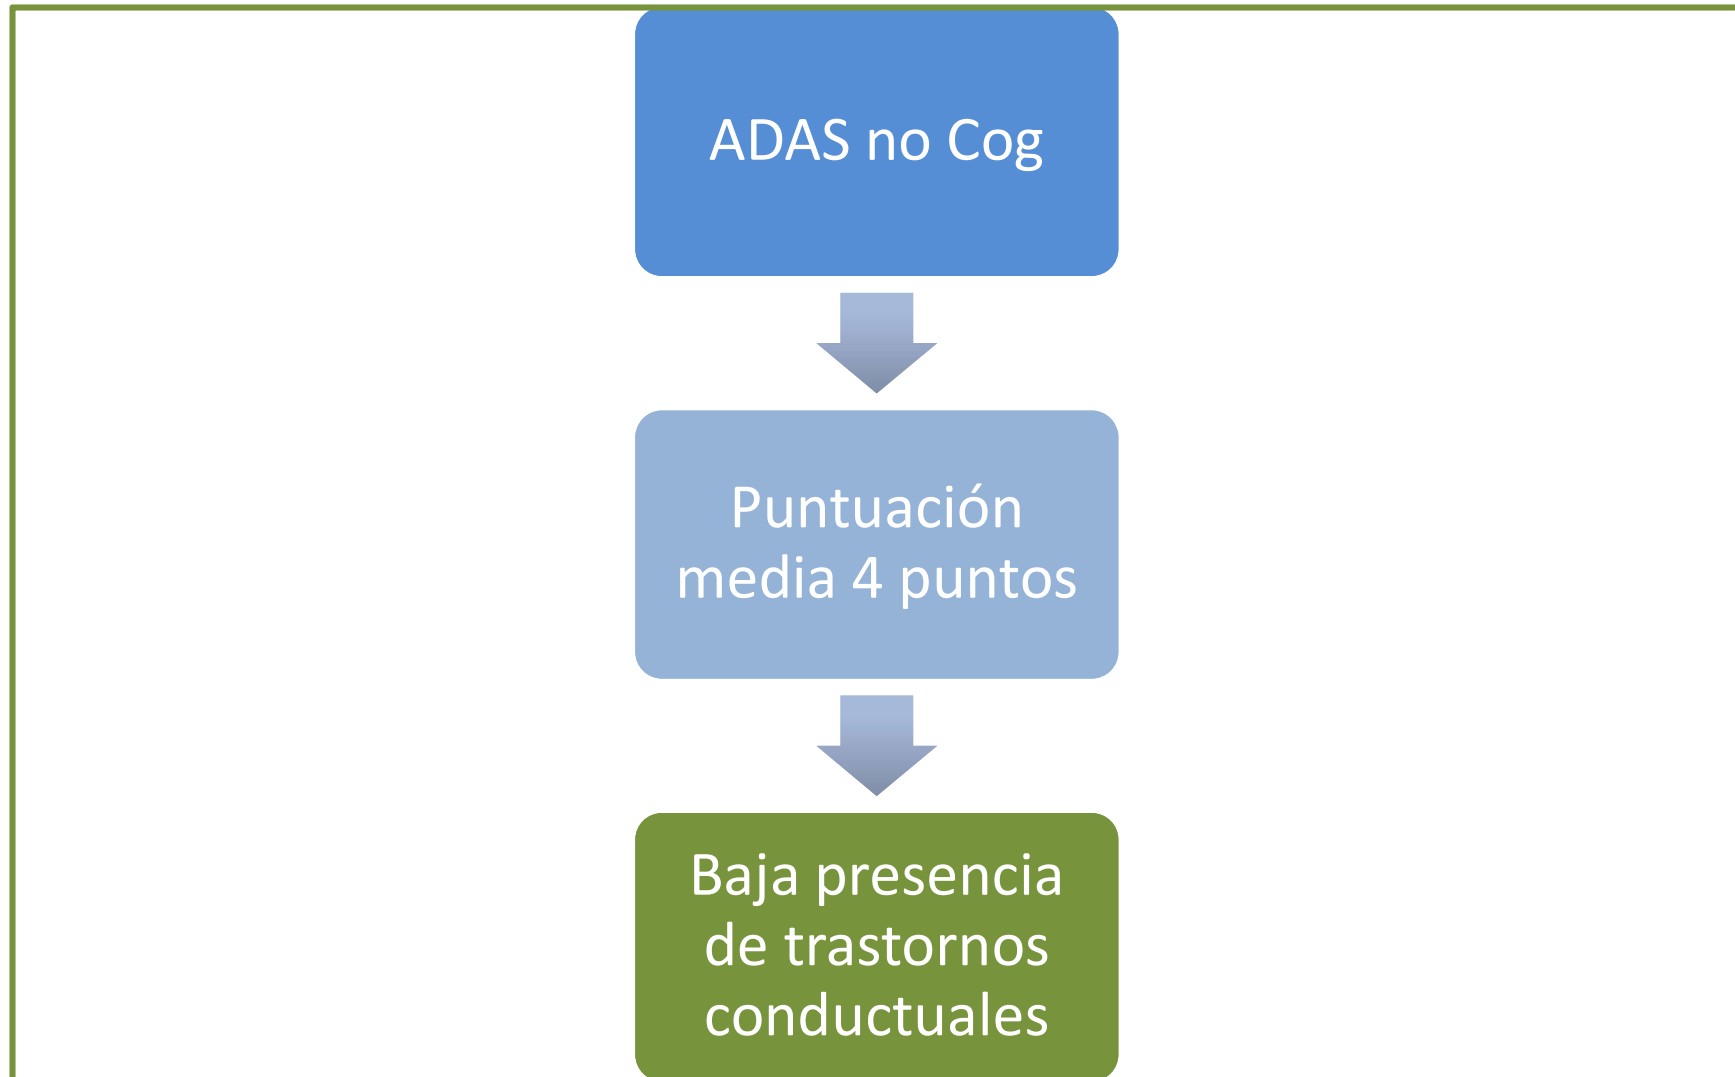 ADAS no Cog
Puntuación
media 4 puntos
Baja presencia
de trastornos
conductuales